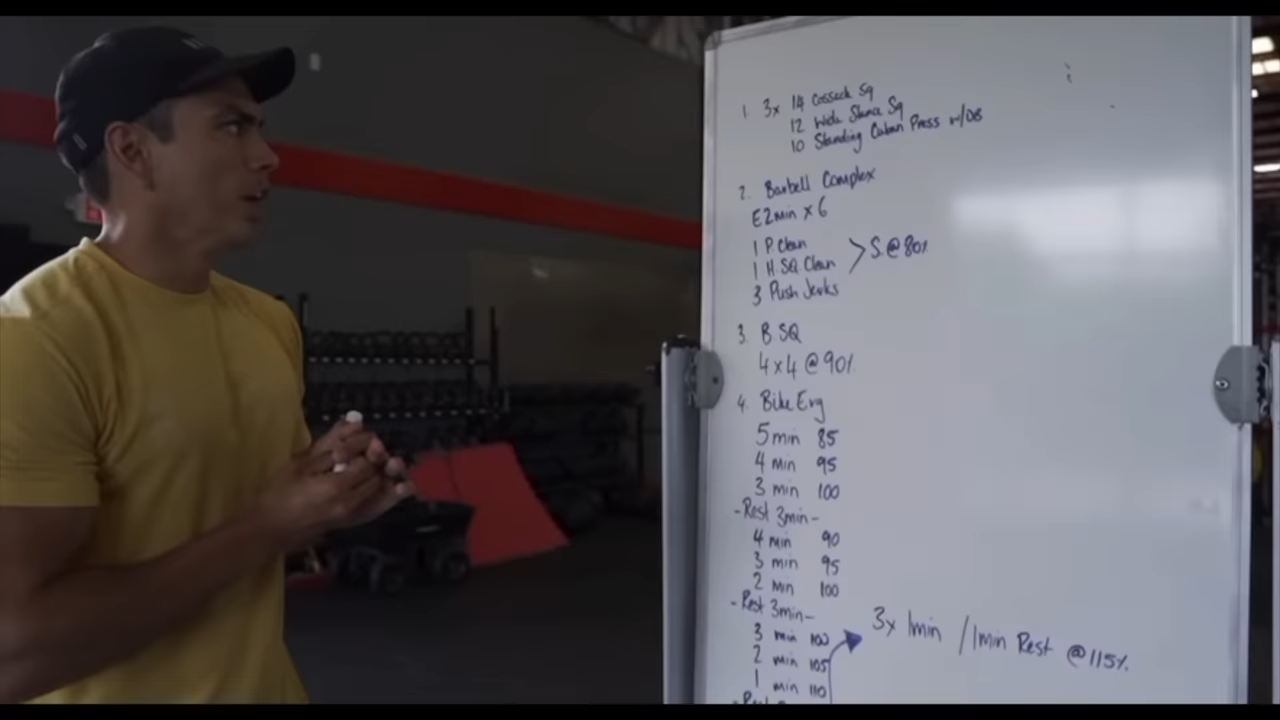 1. 3x 14 Cossack Sq
12 Wide Stance Sq
10 Standing Cuban Press w/DB
2. Barbell Complex
E2min x 6
1 P. Clean
1 H. SQ Clean > S. @ 80%
3 Push Jerks
3. B. SQ
4 x 4 @ 90%
4. Bike Erg
5 min 85
4 min 95
3 min 100
- Rest 3min -
4 min 90
3 min 95
2 min 100
- Rest 3min -
3 min 100
2 min 105
1 min 110
3x 1min / 1min Rest @ 115%